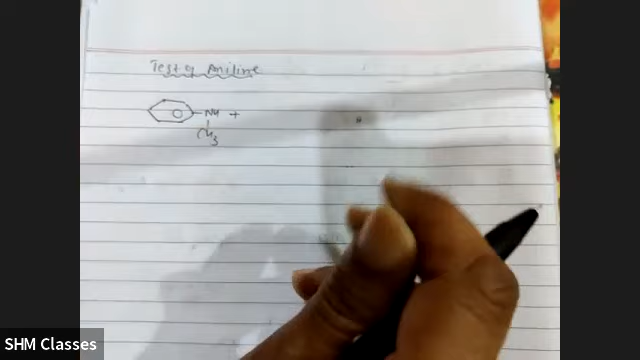 Test of Aniline
NH +
CH3
SHM Classes